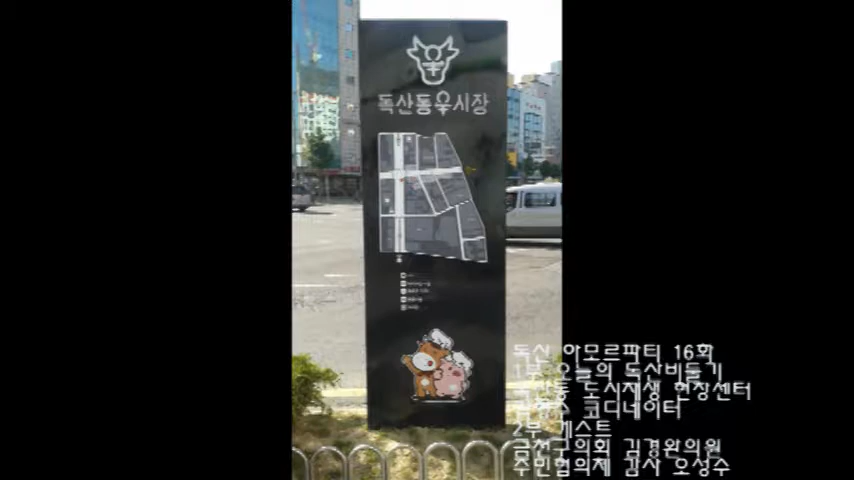 독산동우시장
독산 아모르파티 16회
1부 오늘의 독산비둘기
독산동 도시재생 현장센터
코디네이터
2부 게스트
금천구의회 김경완의원
주민협의체 감사 오성수